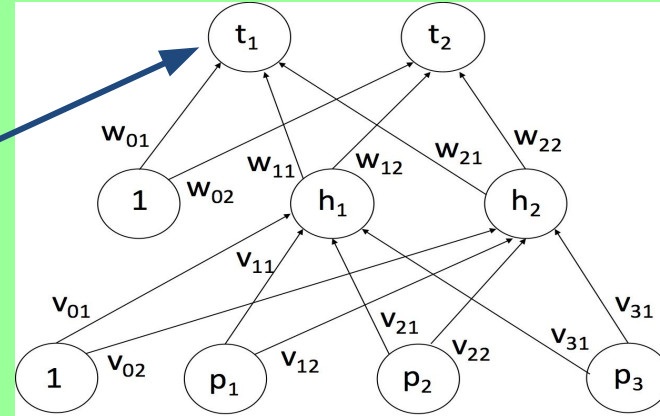 t₁ t₂
w₀₁ w₀₂ w₁₁ w₁₂ w₂₁ w₂₂
1 h₁ h₂
v₀₁ v₀₂ v₁₁ v₁₂ v₂₁ v₂₂ v₃₁ v₃₁
1 p₁ p₂ p₃